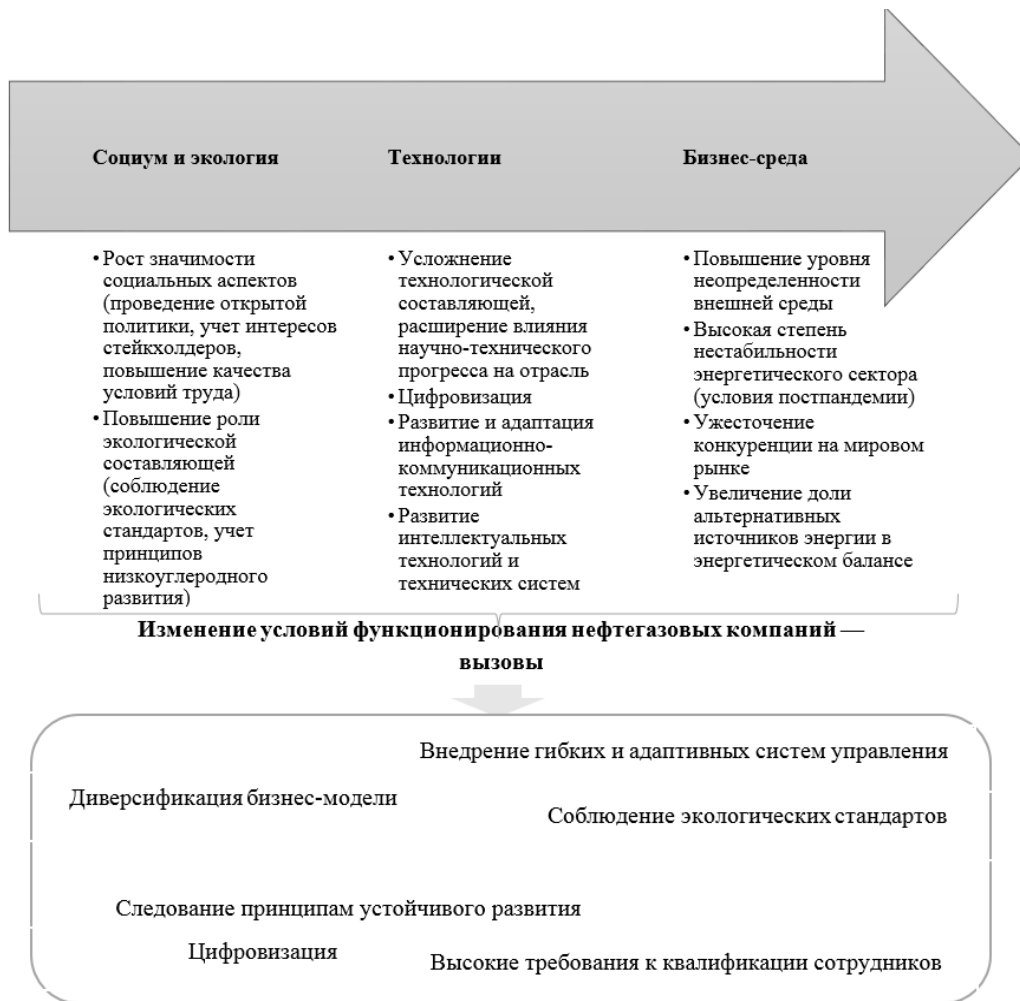 Социум и экология
Технологии
Бизнес-среда
• Рост значимости
социальных аспектов
(проведение открытой
политики, учет интересов
стейкхолдеров,
повышение качества
условий труда)
• Повышение роли
экологической
составляющей
(соблюдение
экологических
стандартов, учет
принципов
низкоуглеродного
развития)
• Усложнение
технологической
составляющей,
расширение влияния
научно-технического
прогресса на отрасль
• Цифровизация
• Развитие и адаптация
информационно-
коммуникационных
технологий
• Развитие
интеллектуальных
технологий и
технических систем
• Повышение уровня
неопределенности
внешней среды
• Высокая степень
нестабильности
энергетического сектора
(условия постпандемии)
• Ужесточение
конкуренции на мировом
рынке
• Увеличение доли
альтернативных
источников энергии в
энергетическом балансе
Изменение условий функционирования нефтегазовых компаний —
вызовы
Внедрение гибких и адаптивных систем управления
Диверсификация бизнес-модели
Соблюдение экологических стандартов
Следование принципам устойчивого развития
Цифровизация
Высокие требования к квалификации сотрудников